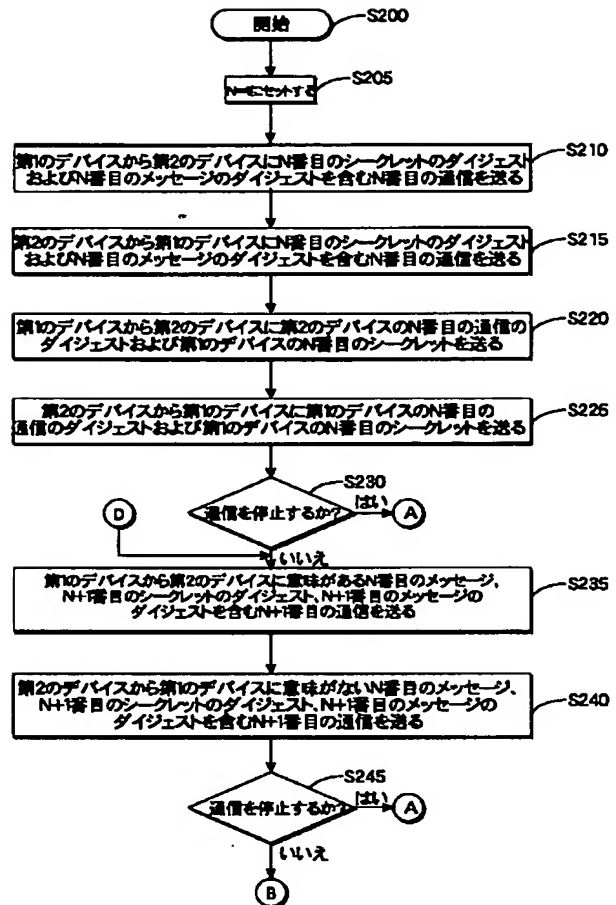 開始
S200
S205
N=1にセットする
S210
第1のデバイスから第2のデバイスにN番目のシークレットのダイジェスト
およびN番目のメッセージのダイジェストを含むN番目の通信を送る
S215
第2のデバイスから第1のデバイスにN番目のシークレットのダイジェスト
およびN番目のメッセージのダイジェストを含むN番目の通信を送る
S220
第1のデバイスから第2のデバイスに第2のデバイスのN番目の通信の
ダイジェストおよび第1のデバイスのN番目のシークレットを送る
S225
第2のデバイスから第1のデバイスに第1のデバイスのN番目の
通信のダイジェストおよび第1のデバイスのN番目のシークレットを送る
S230
通信を停止するか?
はい
A
D
いいえ
S235
第1のデバイスから第2のデバイスに意味があるN番目のメッセージ、
N+1番目のシークレットのダイジェスト、N+1番目のメッセージの
ダイジェストを含むN+1番目の通信を送る
S240
第2のデバイスから第1のデバイスに意味がないN番目のメッセージ、
N+1番目のシークレットのダイジェスト、N+1番目のメッセージの
ダイジェストを含むN+1番目の通信を送る
S245
通信を停止するか?
はい
A
いいえ
B